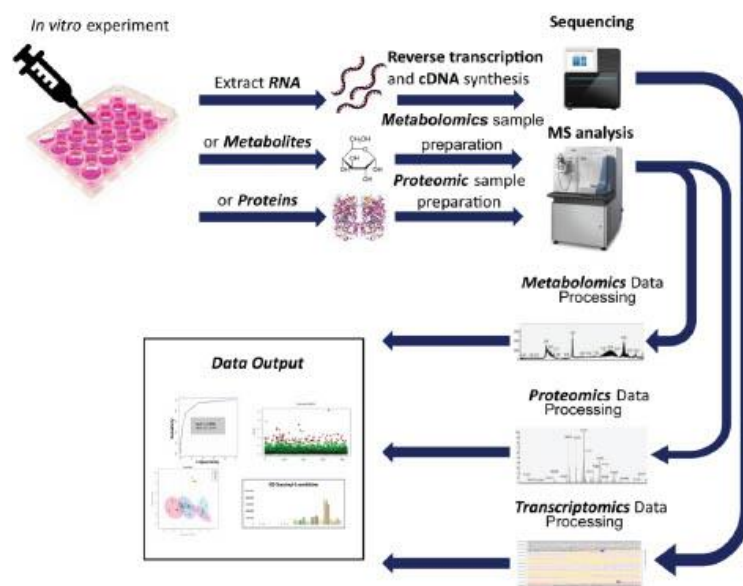 In vitro experiment
Sequencing
Extract RNA
Reverse transcription
and cDNA synthesis
or Metabolites
Metabolomics sample
preparation
MS analysis
or Proteins
Proteomic sample
preparation
Metabolomics Data
Processing
Data Output
Proteomics Data
Processing
Transcriptomics Data
Processing